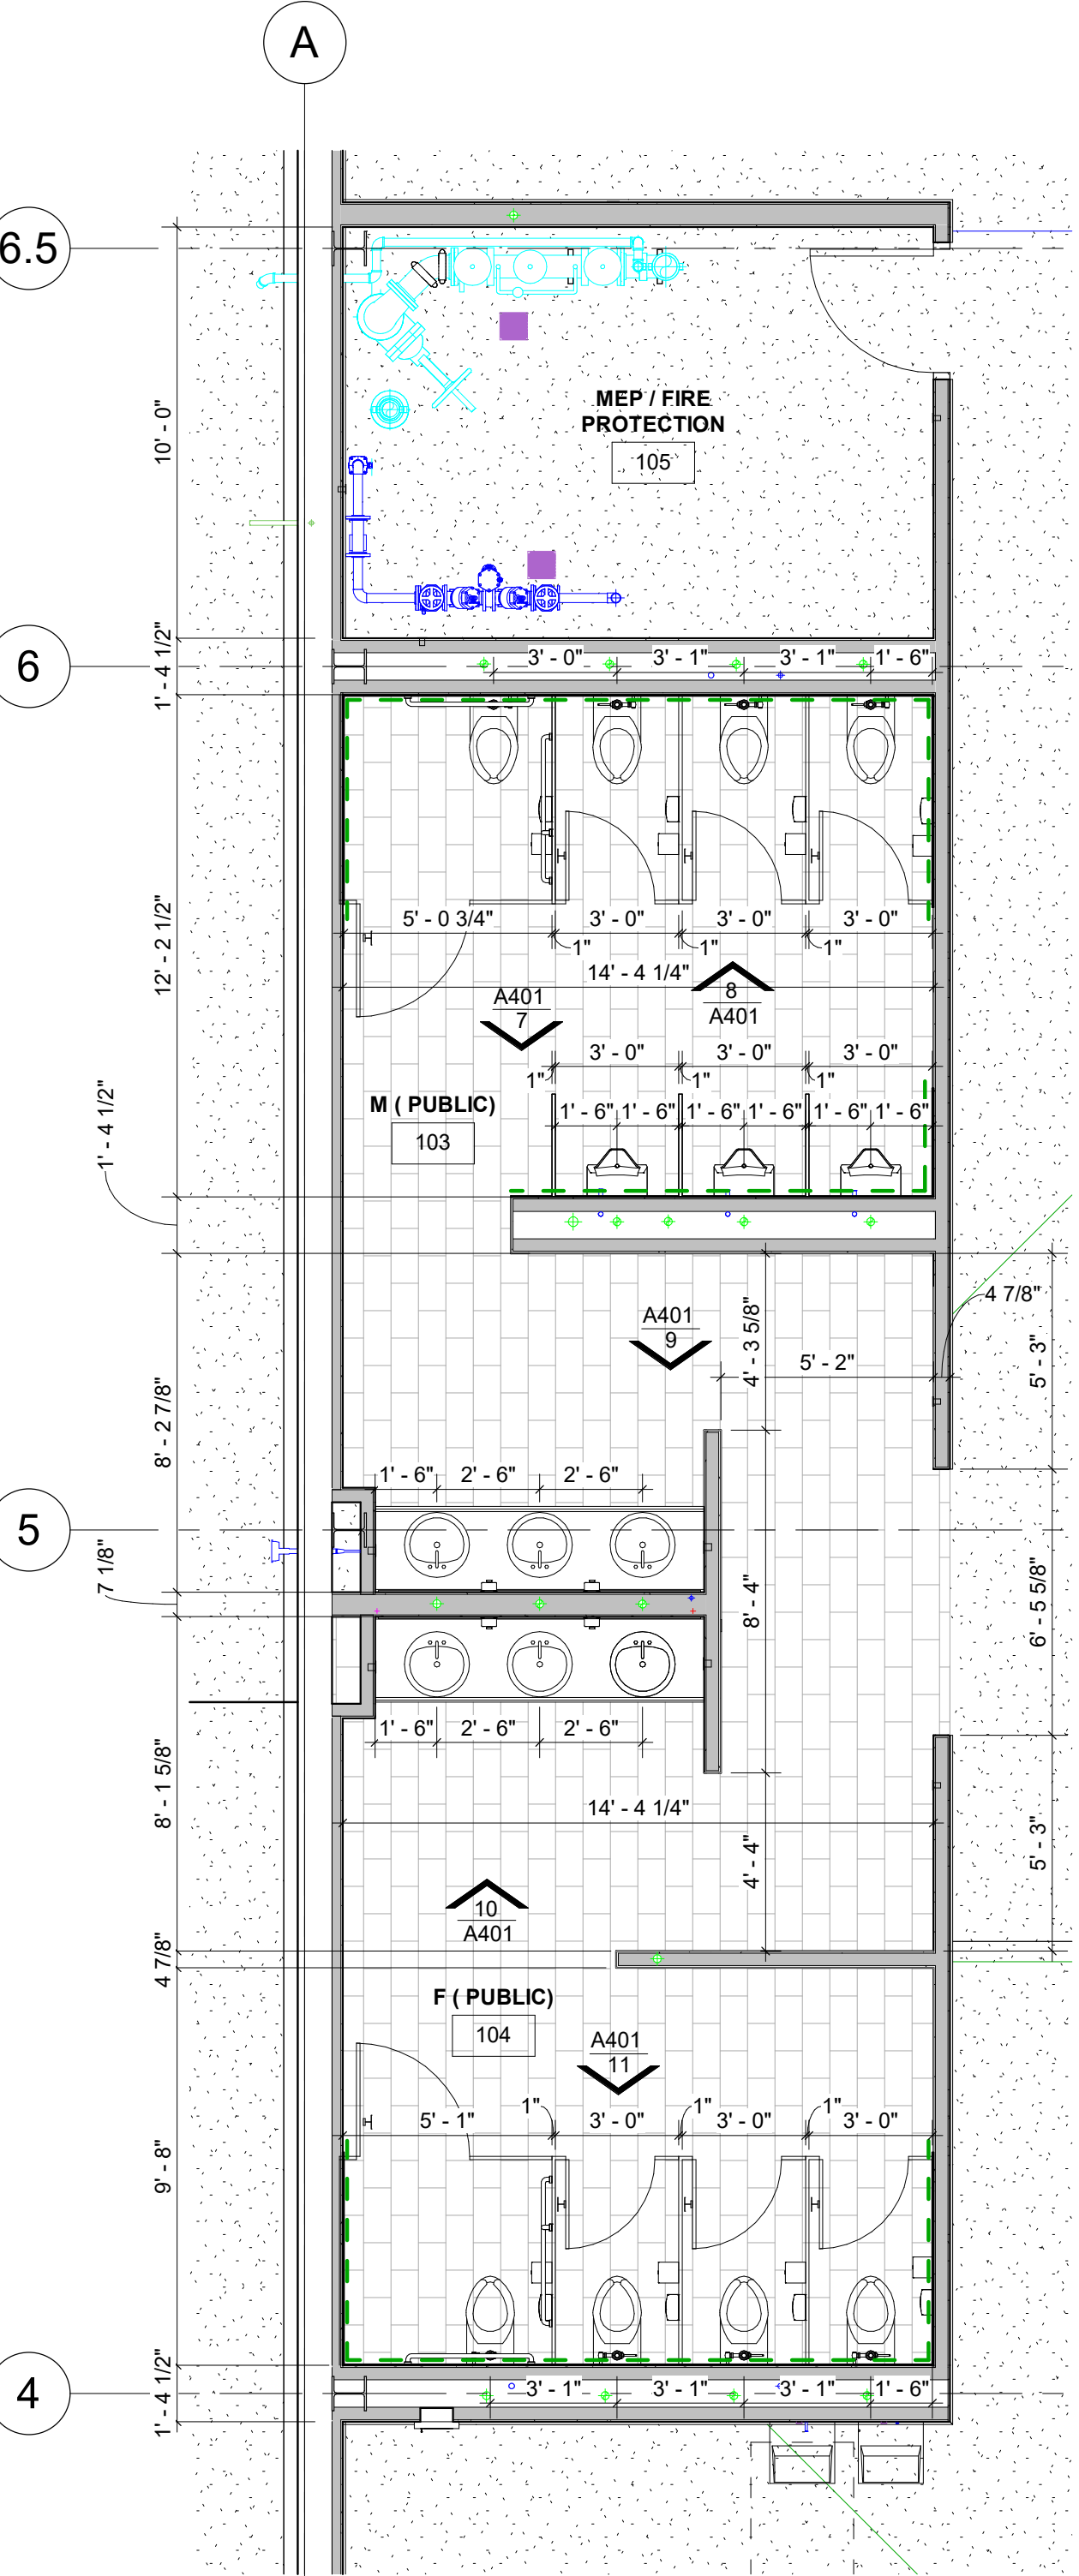 A
6.5
10' - 0"
MEP / FIRE
PROTECTION
105
6
1' - 4 1/2"
3' - 0"
3' - 1"
3' - 1"
1' - 6"
12' - 2 1/2"
5' - 0 3/4"
3' - 0"
3' - 0"
3' - 0"
1"
1"
1"
14' - 4 1/4"
A401
7
8
A401
3' - 0"
3' - 0"
3' - 0"
1"
1"
1"
M ( PUBLIC)
103
1' - 6"
1' - 6"
1' - 6"
1' - 6"
1' - 6"
1' - 6"
1' - 4 1/2"
A401
9
4' - 3 5/8"
5' - 2"
4 7/8"
5' - 3"
8' - 2 7/8"
1' - 6"
2' - 6"
2' - 6"
5
7 1/8"
8' - 4"
6' - 5 5/8"
1' - 6"
2' - 6"
2' - 6"
8' - 1 5/8"
14' - 4 1/4"
4' - 4"
5' - 3"
10
A401
4 7/8"
F ( PUBLIC)
104
A401
11
5' - 1"
1"
3' - 0"
1"
3' - 0"
1"
3' - 0"
9' - 8"
4
1' - 4 1/2"
3' - 1"
3' - 1"
3' - 1"
1' - 6"